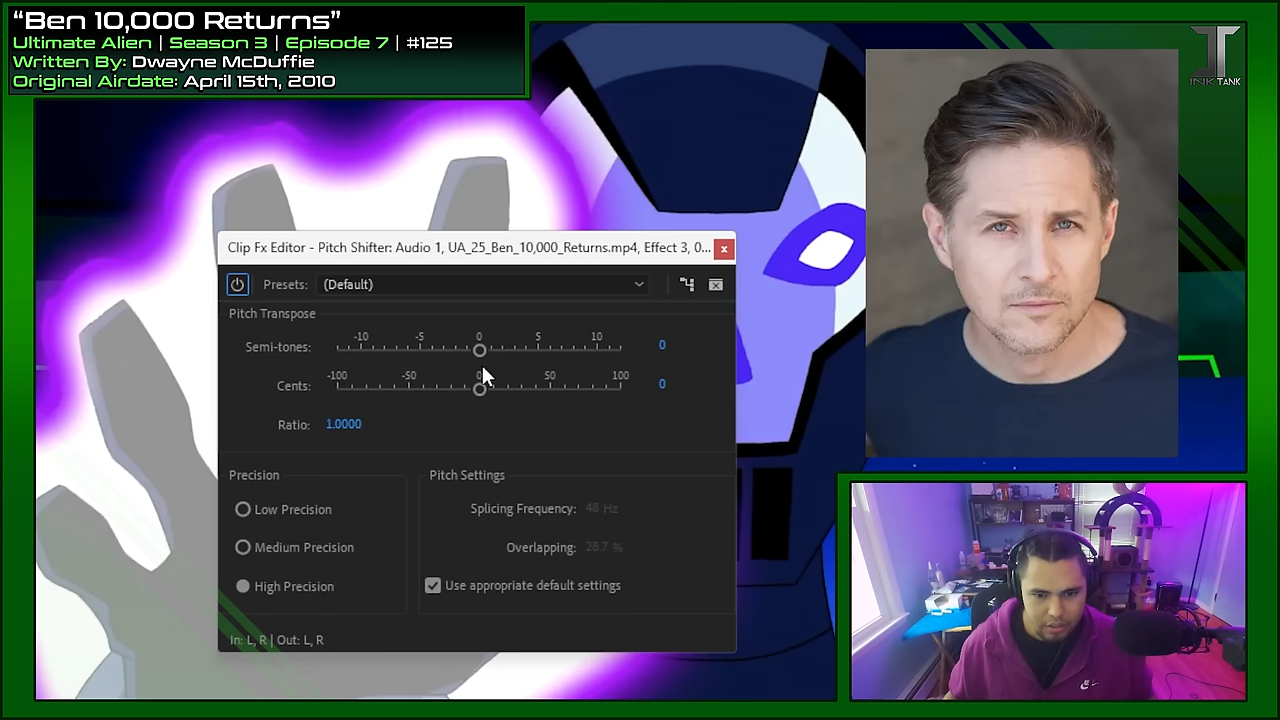 “Ben 10,000 Returns”
Ultimate Alien | Season 3 | Episode 7 | #125
Written By: Dwayne McDuffie
Original Airdate: April 15th, 2010
INK TANK
Clip Fx Editor - Pitch Shifter: Audio 1, UA_25_Ben_10,000_Returns.mp4, Effect 3, 0... x
Presets: (Default)
Pitch Transpose
-10 -5 0 5 10
Semi-tones: 0
-100 -50 0 50 100
Cents: 0
Ratio: 1.0000
Precision
Pitch Settings
Low Precision
Splicing Frequency: 48 Hz
Medium Precision
Overlapping: 28.7 %
High Precision
Use appropriate default settings
In: L, R | Out: L, R